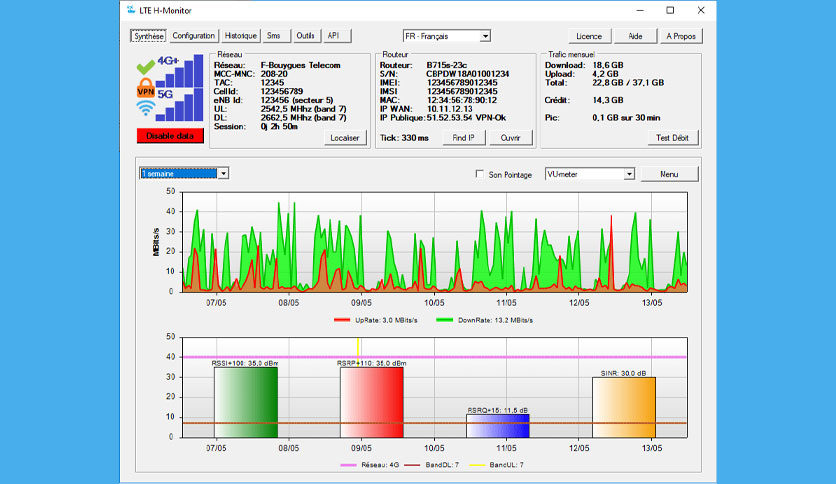 LTE H-Monitor
Synthèse Configuration Historique Sms Outils API FR - Français Licence Aide A Propos
Réseau
4G+
VPN
5G
Disable data
Réseau: F-Bouygues Telecom
MCC-MNC: 208-20
TAC: 12345
CellId: 123456789
eNB Id: 123456 (secteur 5)
UL: 2542,5 MHhz (band 7)
DL: 2662,5 MHhz (band 7)
Session: 0j 2h 50m
Localiser
Routeur
Routeur: B715s-23c
S/N: CBPDW18A01001234
IMEI: 123456789012345
IMSI 123456789012345
MAC: 12:34:56:78:90:12
IP WAN: 10.11.12.13
IP Publique: 51.52.53.54 VPN-Ok
Tick: 330 ms Find IP Ouvrir
Trafic mensuel
Download: 18,6 GB
Upload: 4,2 GB
Total: 22,8 GB / 37,1 GB
Crédit: 14,3 GB
Pic: 0,1 GB sur 30 min
Test Débit
1 semaine Son Pointage VU-meter Menu
MBits/s
50
40
30
20
10
0
07/05 08/05 09/05 10/05 11/05 12/05 13/05
UpRate: 3,0 MBits/s DownRate: 13,2 MBits/s
50
40
30
20
10
0
RSSI+100: 35,0 dBm RSRP+110: 35,0 dBm RSRQ+15: 11,5 dB SINR: 30,0 dB
07/05 08/05 09/05 10/05 11/05 12/05 13/05
Réseau: 4G BandDL: 7 BandUL: 7